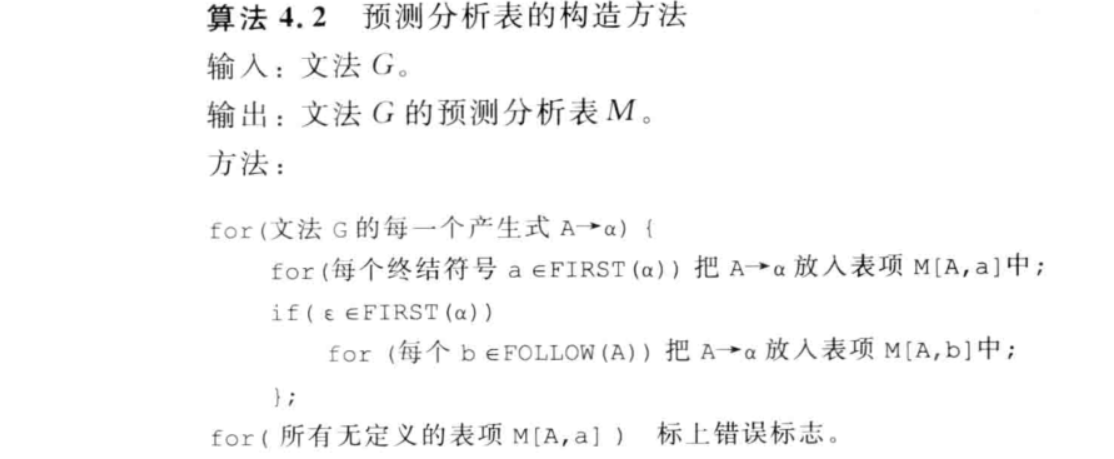 算法 4.2 预测分析表的构造方法
输入：文法 G。
输出：文法 G 的预测分析表 M。
方法：
for(文法 G 的每一个产生式 A→α) {
for(每个终结符号 a∈FIRST(α)) 把 A→α 放入表项 M[A,a]中；
if( ε∈FIRST(α))
for (每个 b∈FOLLOW(A)) 把 A→α 放入表项 M[A,b]中；
};
for( 所有无定义的表项 M[A,a] ) 标上错误标志。